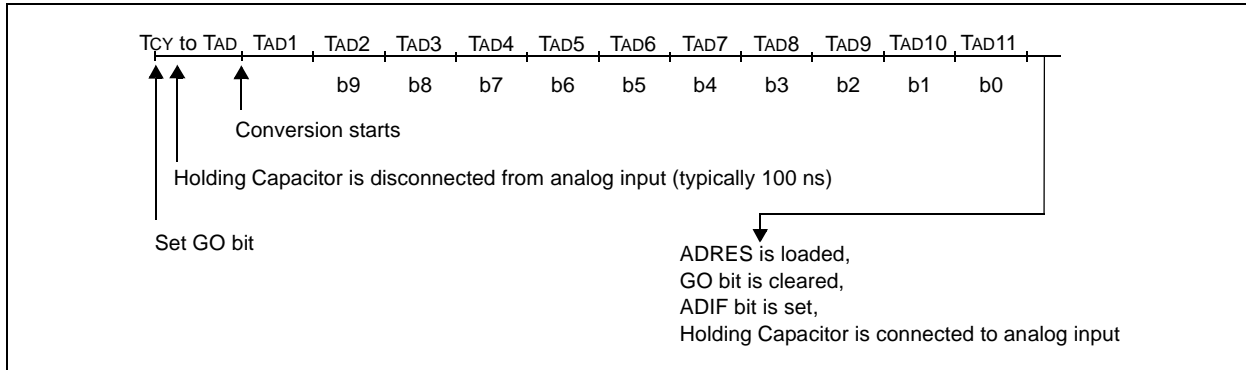 TCY to TAD TAD1 TAD2 TAD3 TAD4 TAD5 TAD6 TAD7 TAD8 TAD9 TAD10 TAD11
b9 b8 b7 b6 b5 b4 b3 b2 b1 b0
Conversion starts
Holding Capacitor is disconnected from analog input (typically 100 ns)
Set GO bit
ADRES is loaded,
GO bit is cleared,
ADIF bit is set,
Holding Capacitor is connected to analog input